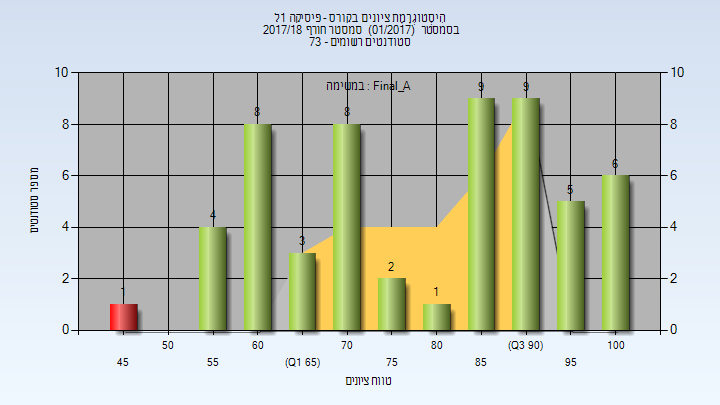 היסטוגרמת ציונים בקורס - פיסיקה 1ל
בסמסטר (01/2017) סמסטר חורף 2017/18
סטודנטים רשומים - 73
במשימה : Final_A
10 10
8 8
6 6
4 4
2 2
0 0
1 4 8 3 8 2 1 9 9 5 6
מספר סטודנטים
50 60 70 80 (Q3 90) 100
45 55 (Q1 65) 75 85 95
טווח ציונים